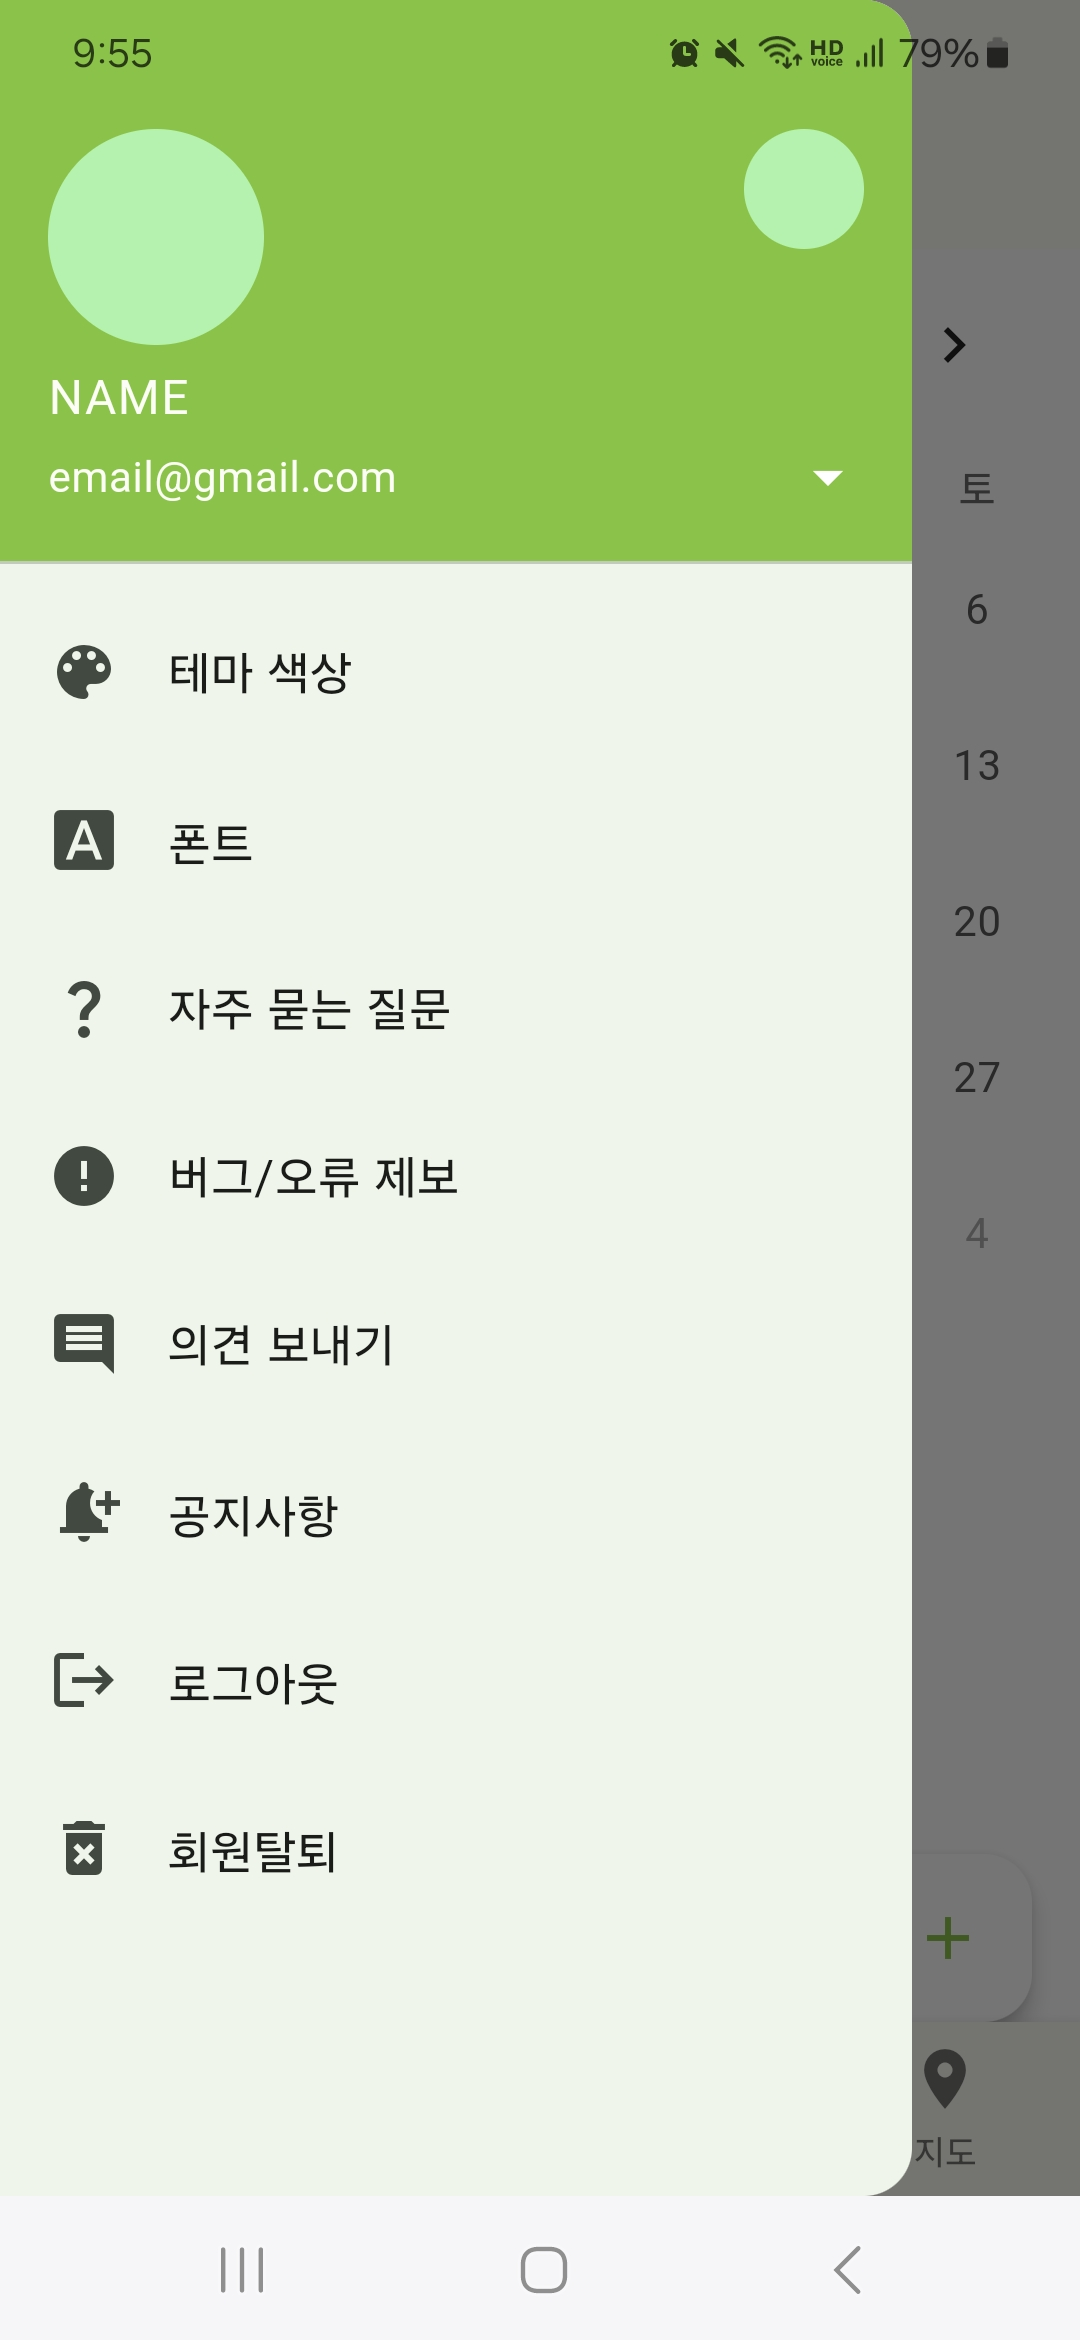 9:55
HD voice
79%
NAME
email@gmail.com
토
6
테마 색상
13
A
폰트
20
자주 묻는 질문
27
버그/오류 제보
4
의견 보내기
공지사항
로그아웃
회원탈퇴
지도